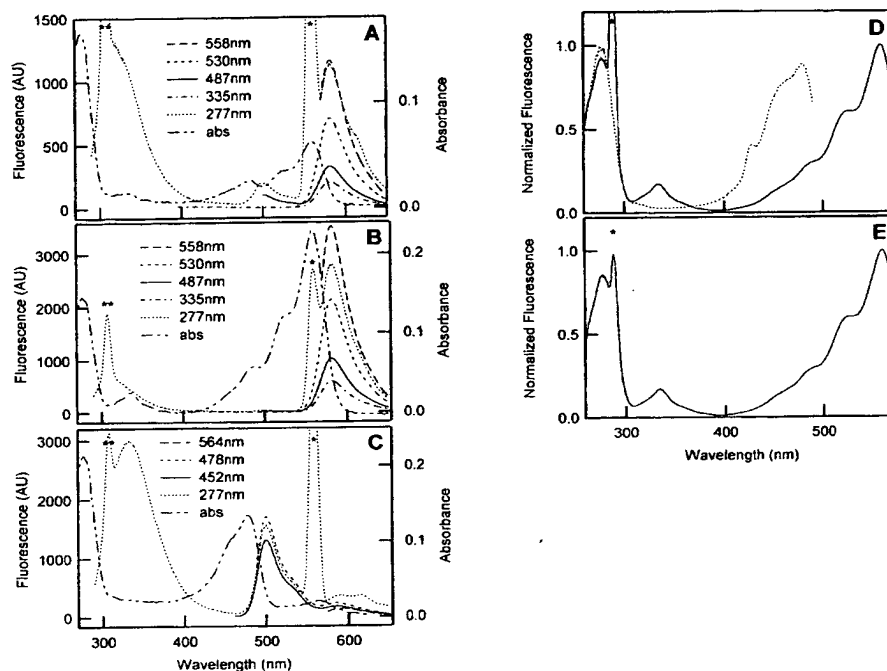 A
1500
1000
500
0
Fluorescence (AU)
**
*
558nm
530nm
487nm
335nm
277nm
abs
0.1
0.0
Absorbance
B
3000
2000
1000
0
Fluorescence (AU)
**
*
558nm
530nm
487nm
335nm
277nm
abs
0.2
0.1
0.0
Absorbance
C
3000
2000
1000
0
Fluorescence (AU)
**
*
564nm
478nm
452nm
277nm
abs
0.2
0.1
0.0
Absorbance
300 400 500 600
Wavelength (nm)
D
1.0
0.5
0.0
Normalized Fluorescence
*
E
1.0
0.5
0.0
Normalized Fluorescence
*
300 400 500
Wavelength (nm)